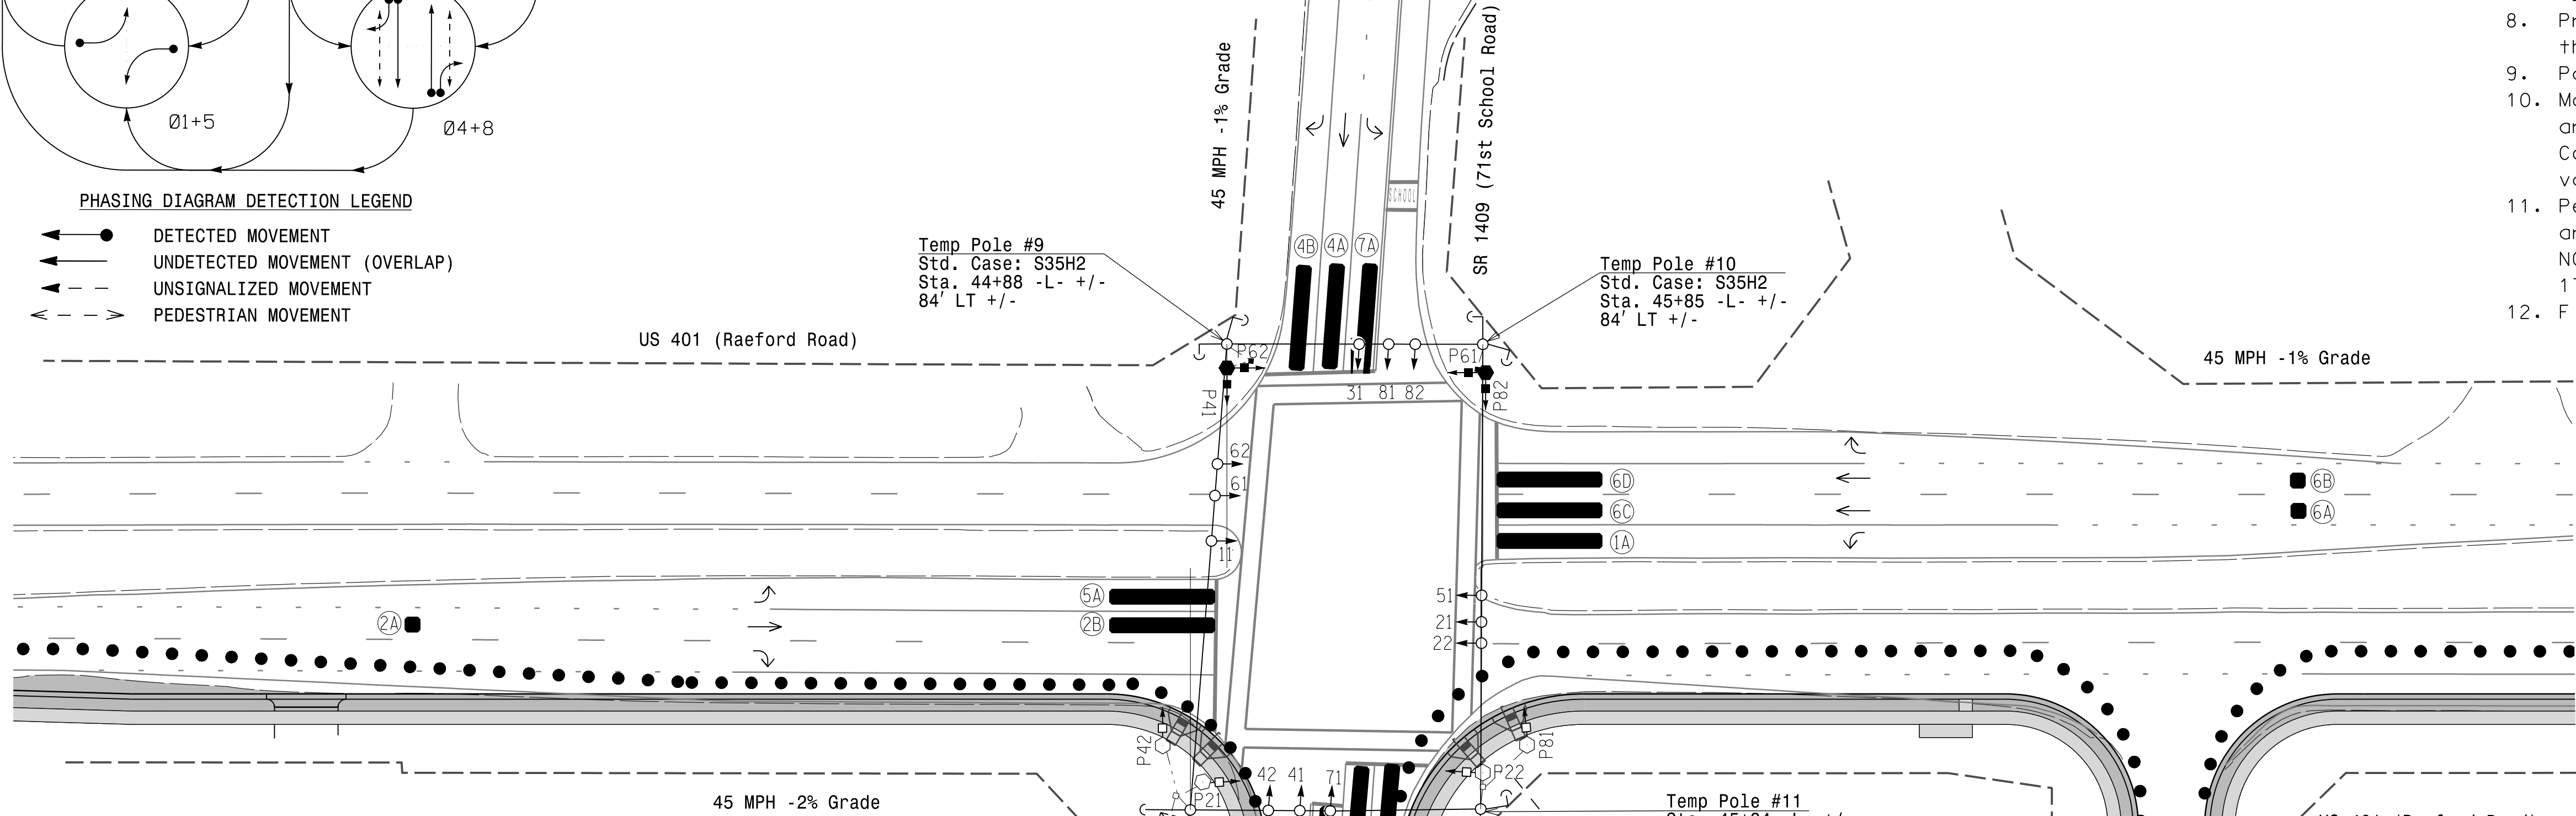 Ø1+5
Ø4+8
PHASING DIAGRAM DETECTION LEGEND
DETECTED MOVEMENT
UNDETECTED MOVEMENT (OVERLAP)
UNSIGNALIZED MOVEMENT
PEDESTRIAN MOVEMENT
US 401 (Raeford Road)
Temp Pole #9
Std. Case: S35H2
Sta. 44+88 -L- +/-
84' LT +/-
45 MPH -1% Grade
SR 1409 (71st School Road)
SCHOOL
4B
4A
7A
Temp Pole #10
Std. Case: S35H2
Sta. 45+85 -L- +/-
84' LT +/-
45 MPH -1% Grade
8.
9.
10.
11.
12. F
P62
P61
P41
P82
31
81
82
62
61
11
6D
6C
1A
6B
6A
5A
2B
2A
51
21
22
P42
P21
42
41
71
P22
P81
45 MPH -2% Grade
Temp Pole #11